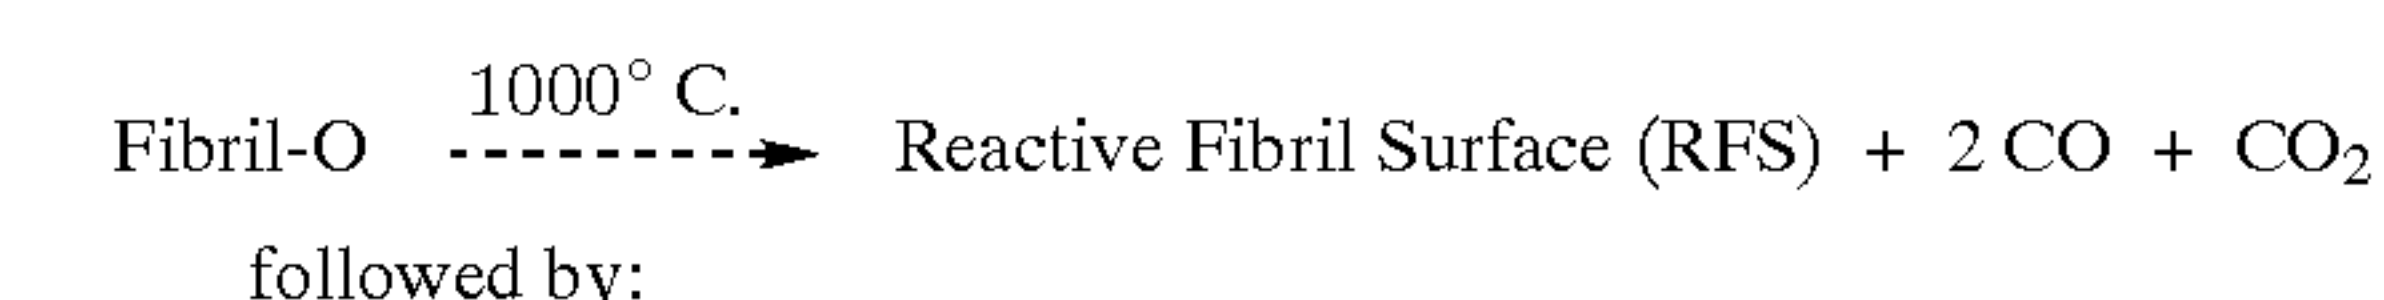 1000° C.
Fibril-O Reactive Fibril Surface (RFS) + 2 CO + CO₂
followed by: